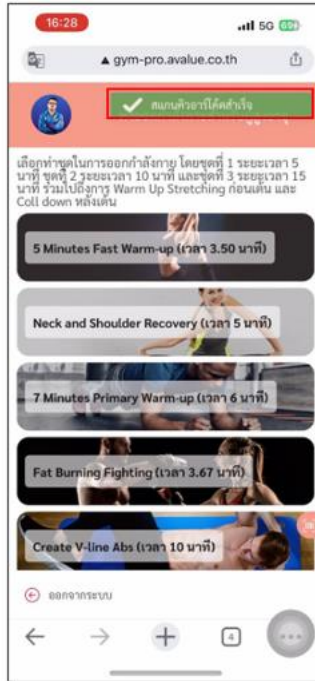 16:28
5G 69
gym-pro.avalue.co.th
สแกนคิวอาร์โค้ดสำเร็จ
เลือกท่าชุดในการออกกำลังกาย โดยชุดที่ 1 ระยะเวลา 5
นาที ชุดที่ 2 ระยะเวลา 10 นาที และชุดที่ 3 ระยะเวลา 15
นาที รวมไปถึงการ Warm Up Stretching ก่อนเต้น และ
Coll down หลังเต้น
5 Minutes Fast Warm-up (เวลา 3.50 นาที)
Neck and Shoulder Recovery (เวลา 5 นาที)
7 Minutes Primary Warm-up (เวลา 6 นาที)
Fat Burning Fighting (เวลา 3.67 นาที)
Create V-line Abs (เวลา 10 นาที)
ออกจากระบบ
4